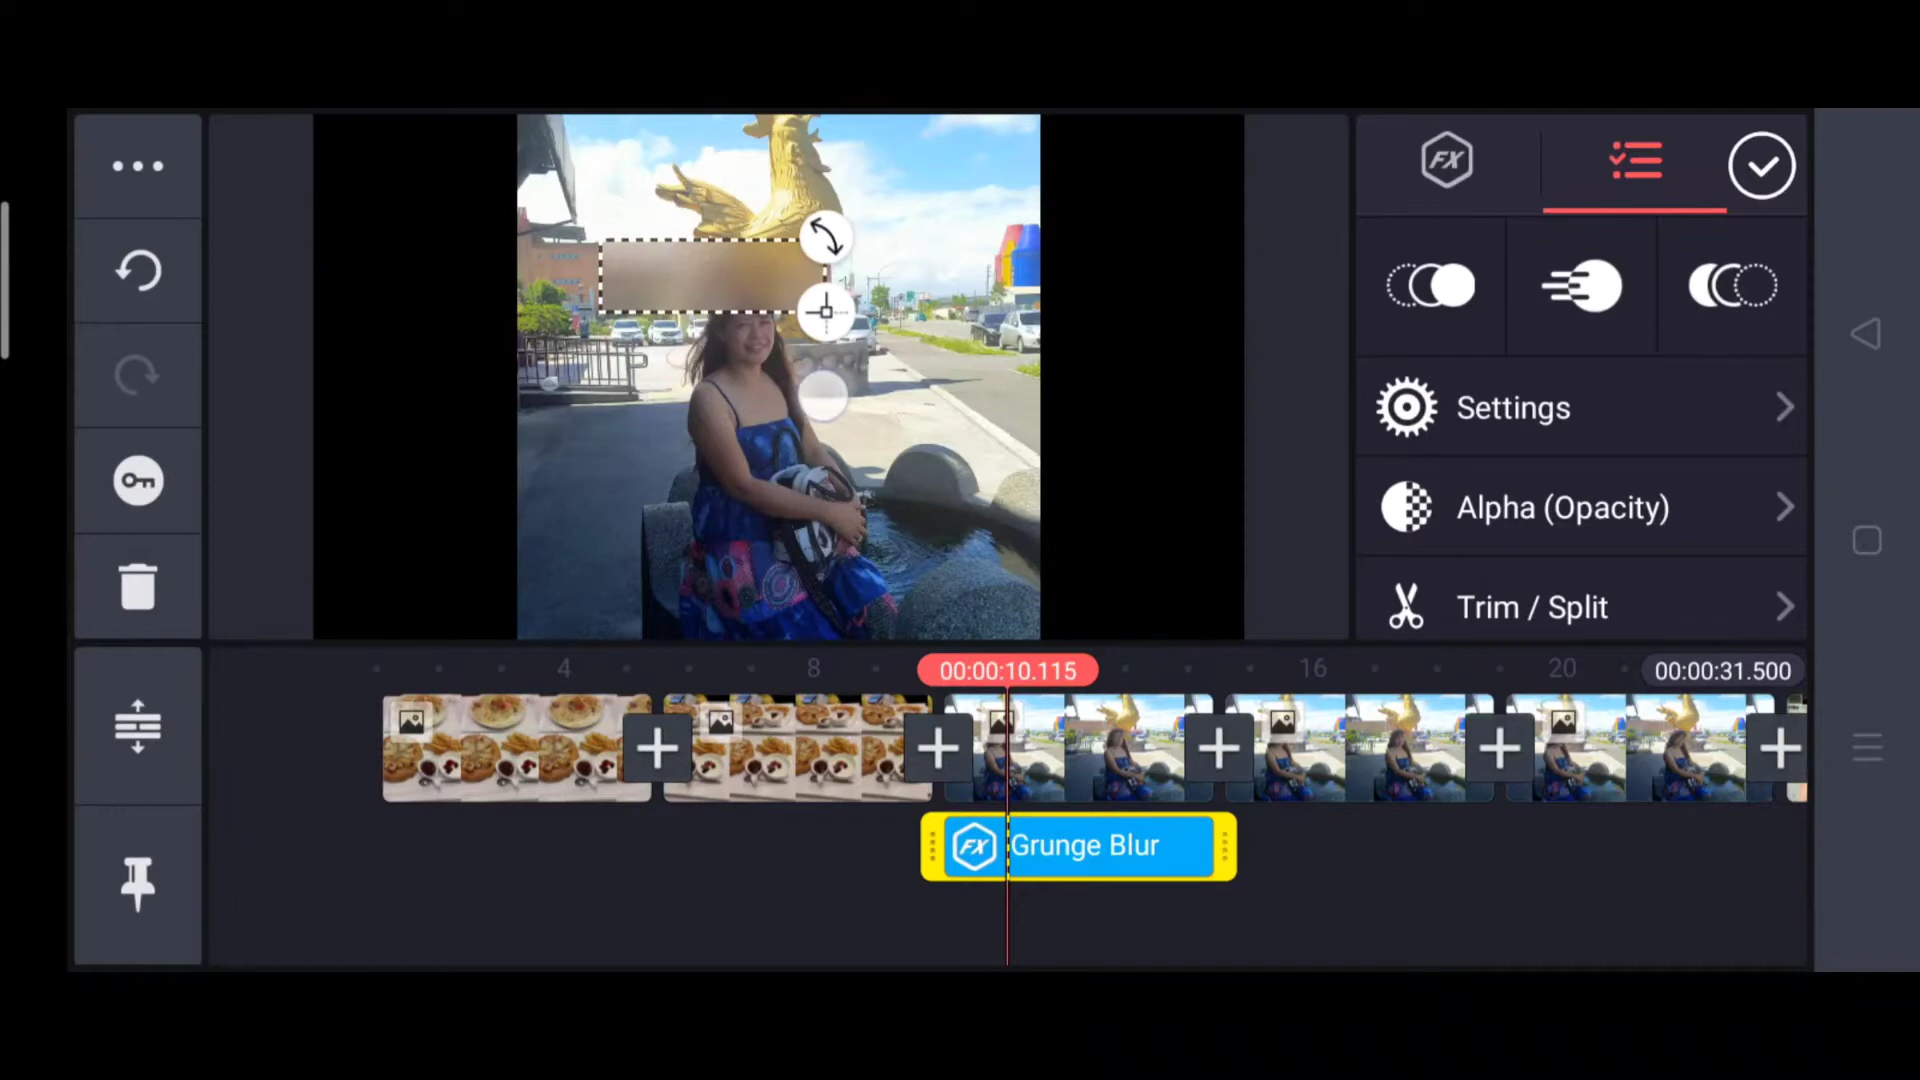 FX
Settings
Alpha (Opacity)
Trim / Split
4
8
00:00:10.115
16
20
00:00:31.500
FX
Grunge Blur